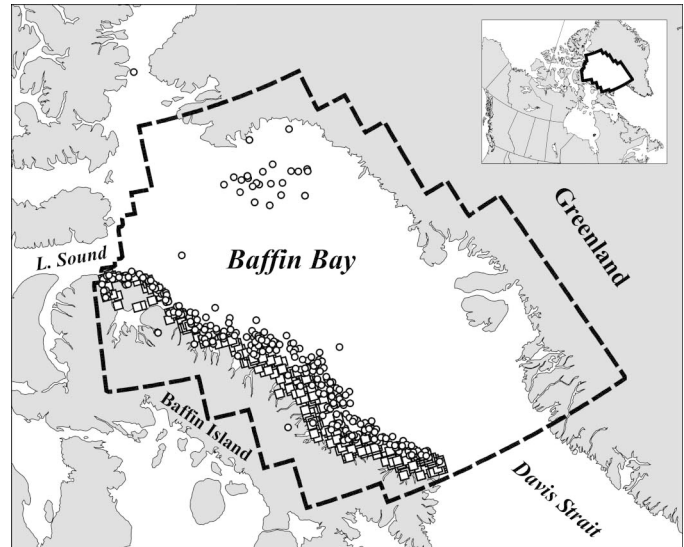 Greenland
L. Sound
Baffin Bay
Baffin Island
Davis Strait